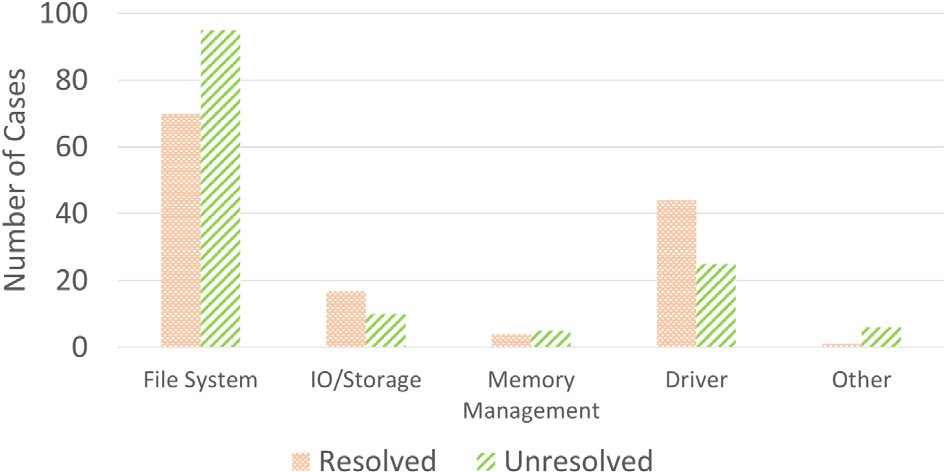 Number of Cases
100
80
60
40
20
0
File System
IO/Storage
Memory
Management
Driver
Other
Resolved
Unresolved